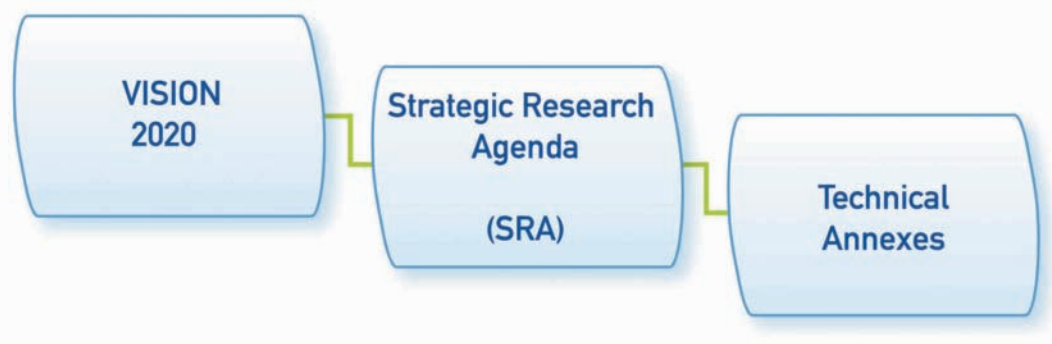 VISION
2020
Strategic Research
Agenda
(SRA)
Technical
Annexes